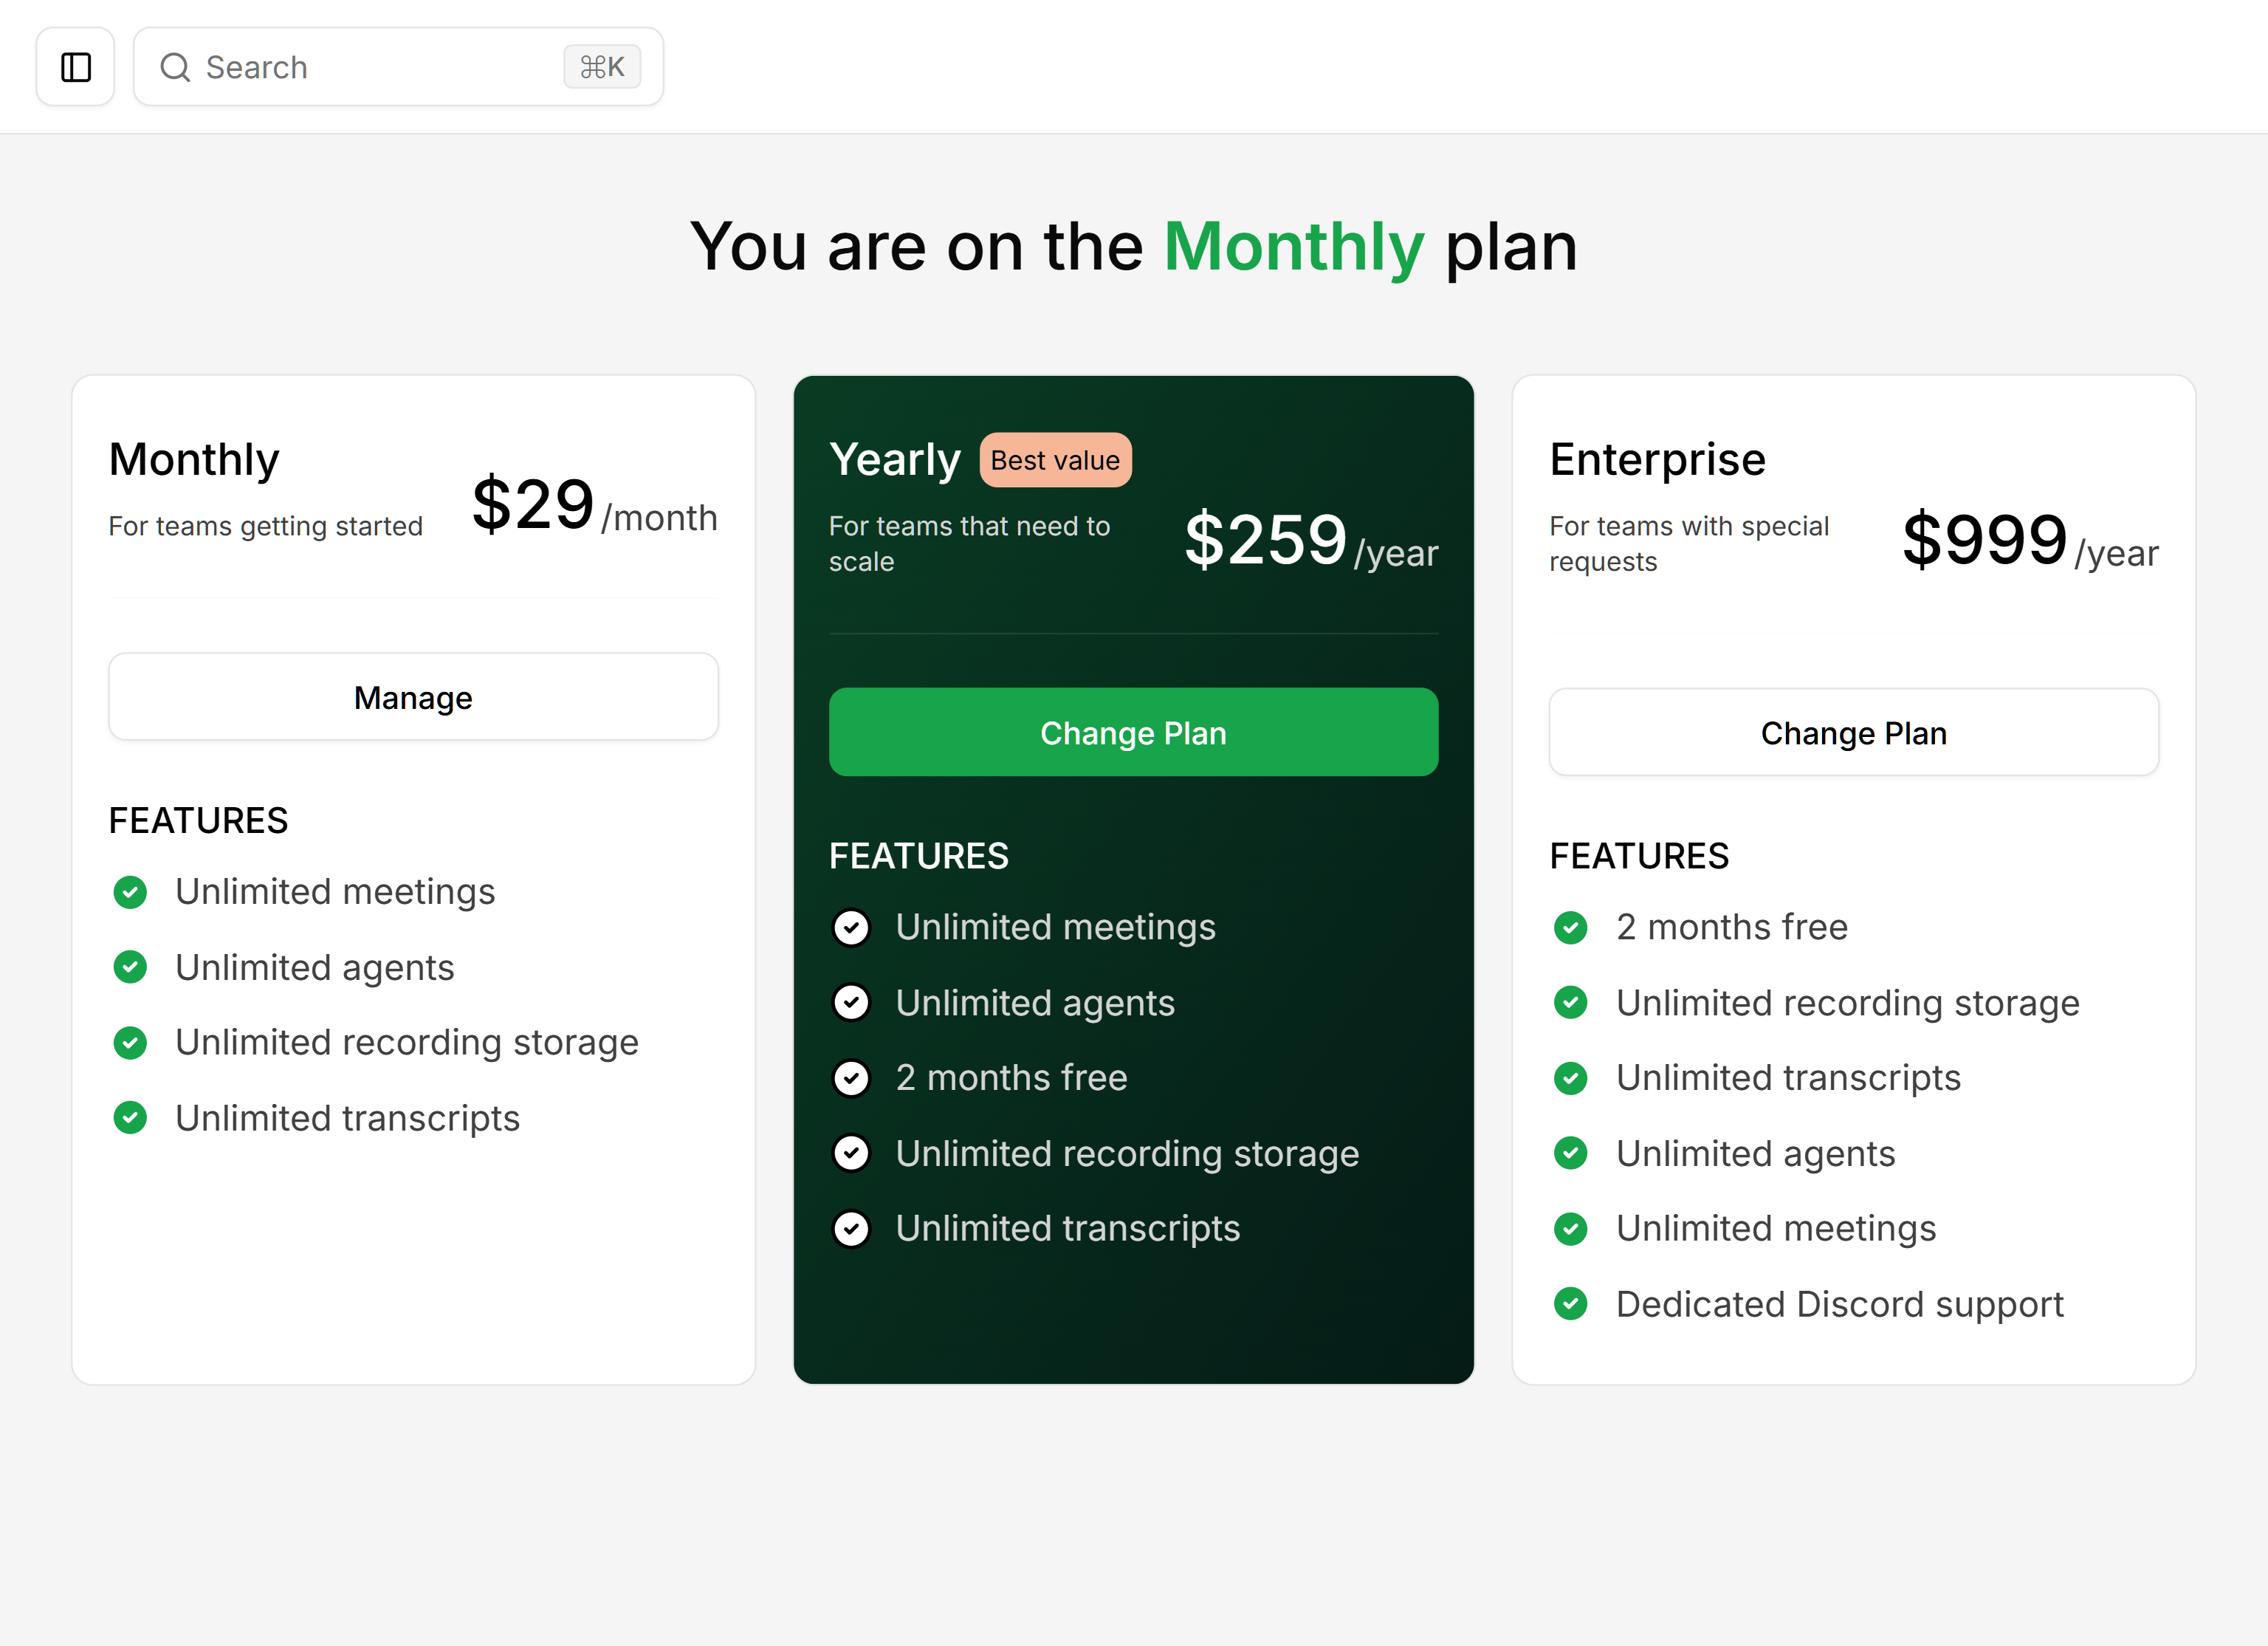 Search ⌘K
You are on the Monthly plan
Monthly
For teams getting started
$29/month
Manage
FEATURES
Unlimited meetings
Unlimited agents
Unlimited recording storage
Unlimited transcripts
Yearly Best value
For teams that need to
scale
$259/year
Change Plan
FEATURES
Unlimited meetings
Unlimited agents
2 months free
Unlimited recording storage
Unlimited transcripts
Enterprise
For teams with special
requests
$999/year
Change Plan
FEATURES
2 months free
Unlimited recording storage
Unlimited transcripts
Unlimited agents
Unlimited meetings
Dedicated Discord support